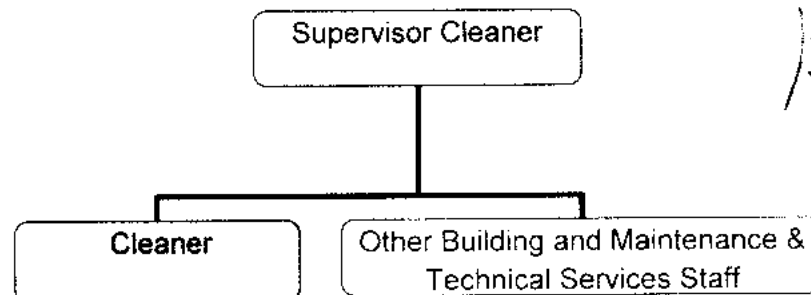 Supervisor Cleaner
Cleaner
Other Building and Maintenance &
Technical Services Staff